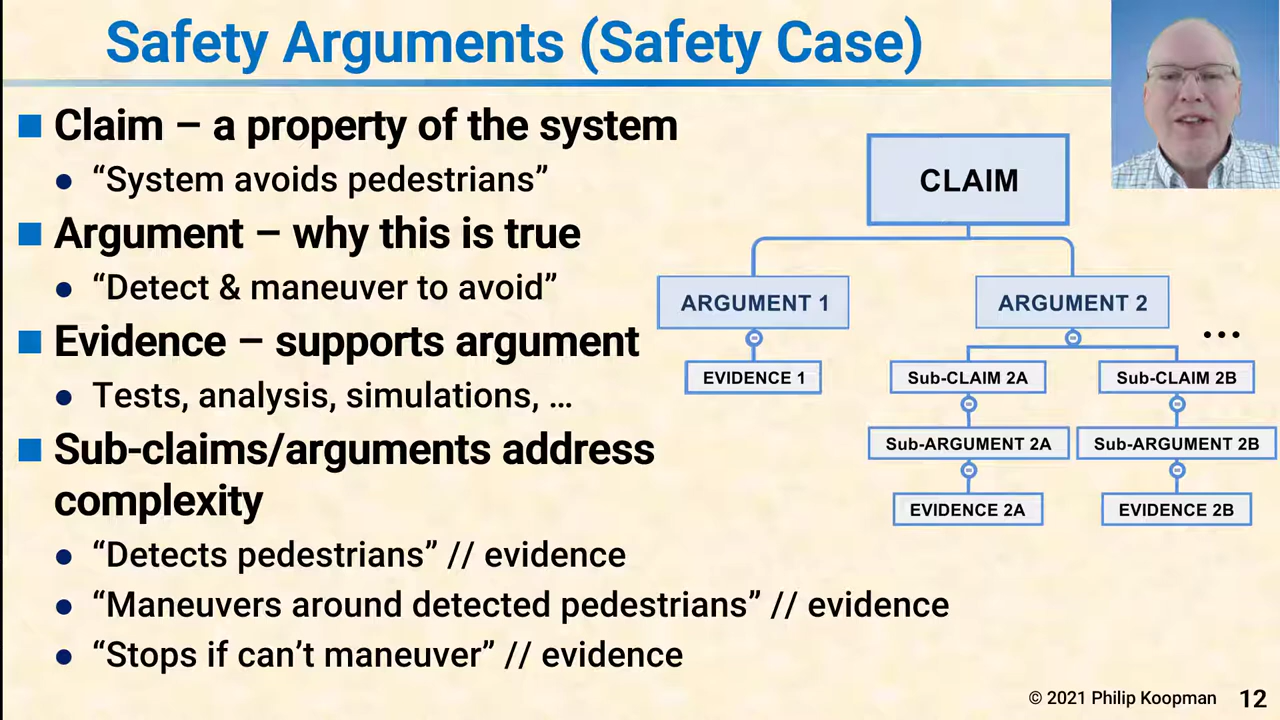 Safety Arguments (Safety Case)
Claim – a property of the system
“System avoids pedestrians”
Argument – why this is true
“Detect & maneuver to avoid”
Evidence – supports argument
Tests, analysis, simulations, …
Sub-claims/arguments address
complexity
“Detects pedestrians” // evidence
“Maneuvers around detected pedestrians” // evidence
“Stops if can’t maneuver” // evidence
CLAIM
ARGUMENT 1
ARGUMENT 2
...
EVIDENCE 1
Sub-CLAIM 2A
Sub-CLAIM 2B
Sub-ARGUMENT 2A
Sub-ARGUMENT 2B
EVIDENCE 2A
EVIDENCE 2B
© 2021 Philip Koopman 12